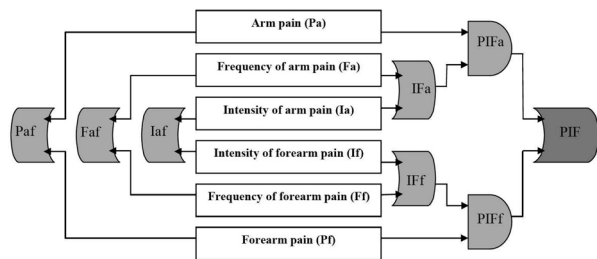 Arm pain (Pa)
PIFa
Frequency of arm pain (Fa)
IFa
Intensity of arm pain (Ia)
Paf
Faf
Iaf
PIF
Intensity of forearm pain (If)
IFf
Frequency of forearm pain (Ff)
PIFf
Forearm pain (Pf)